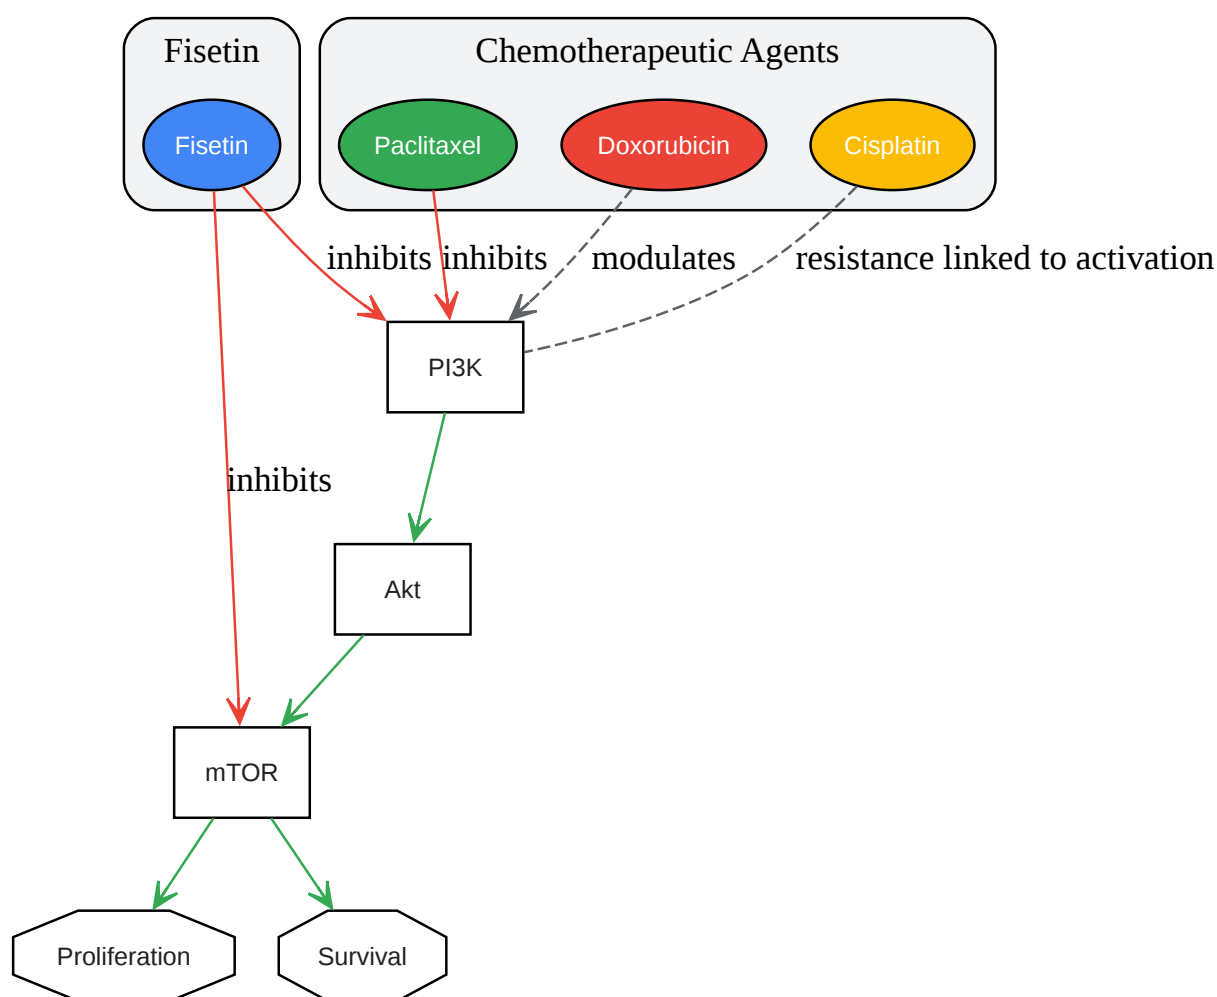 Fisetin
Chemotherapeutic Agents
Fisetin
Paclitaxel
Doxorubicin
Cisplatin
inhibits
inhibits
modulates
resistance linked to activation
PI3K
inhibits
Akt
mTOR
Proliferation
Survival